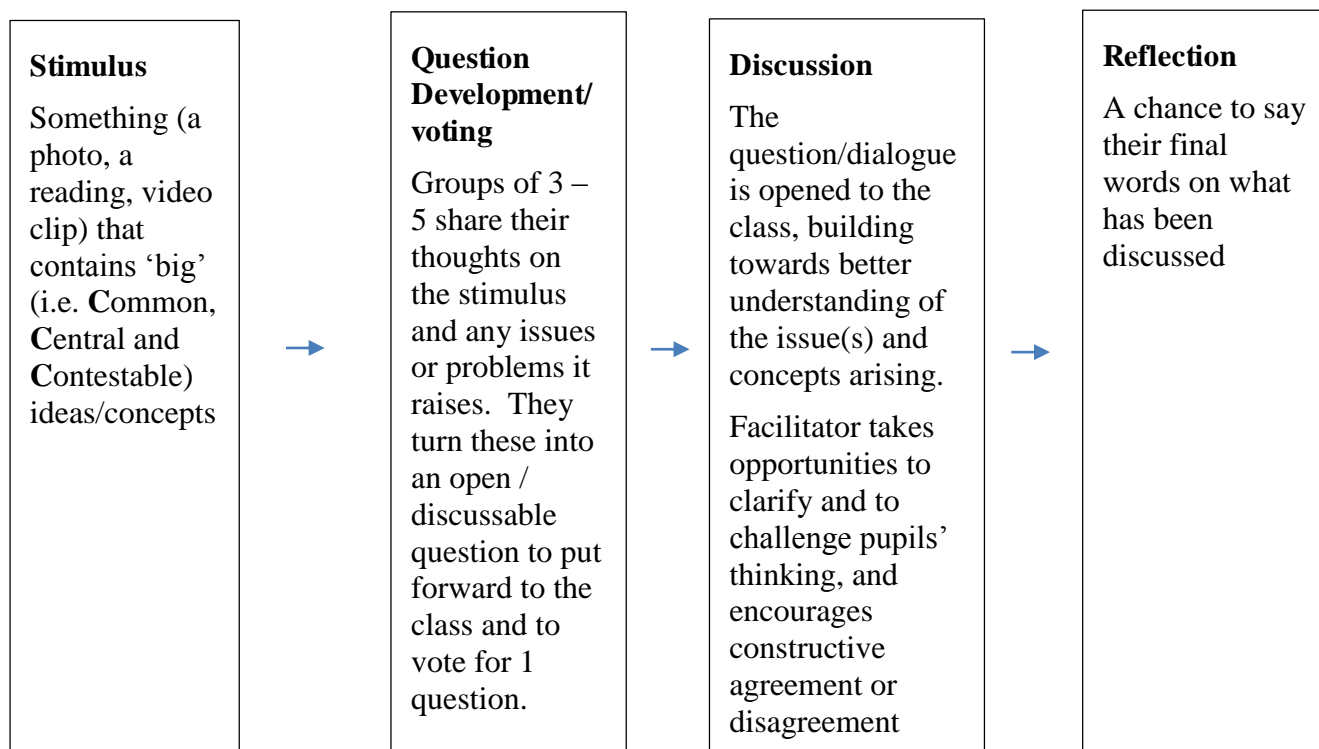 Stimulus
Something (a
photo, a
reading, video
clip) that
contains ‘big’
(i.e. Common,
Central and
Contestable)
ideas/concepts
Question
Development/
voting
Groups of 3 –
5 share their
thoughts on
the stimulus
and any issues
or problems it
raises.  They
turn these into
an open /
discussable
question to put
forward to the
class and to
vote for 1
question.
Discussion
The
question/dialogue
is opened to the
class, building
towards better
understanding of
the issue(s) and
concepts arising.
Facilitator takes
opportunities to
clarify and to
challenge pupils’
thinking, and
encourages
constructive
agreement or
disagreement
Reflection
A chance to say
their final
words on what
has been
discussed